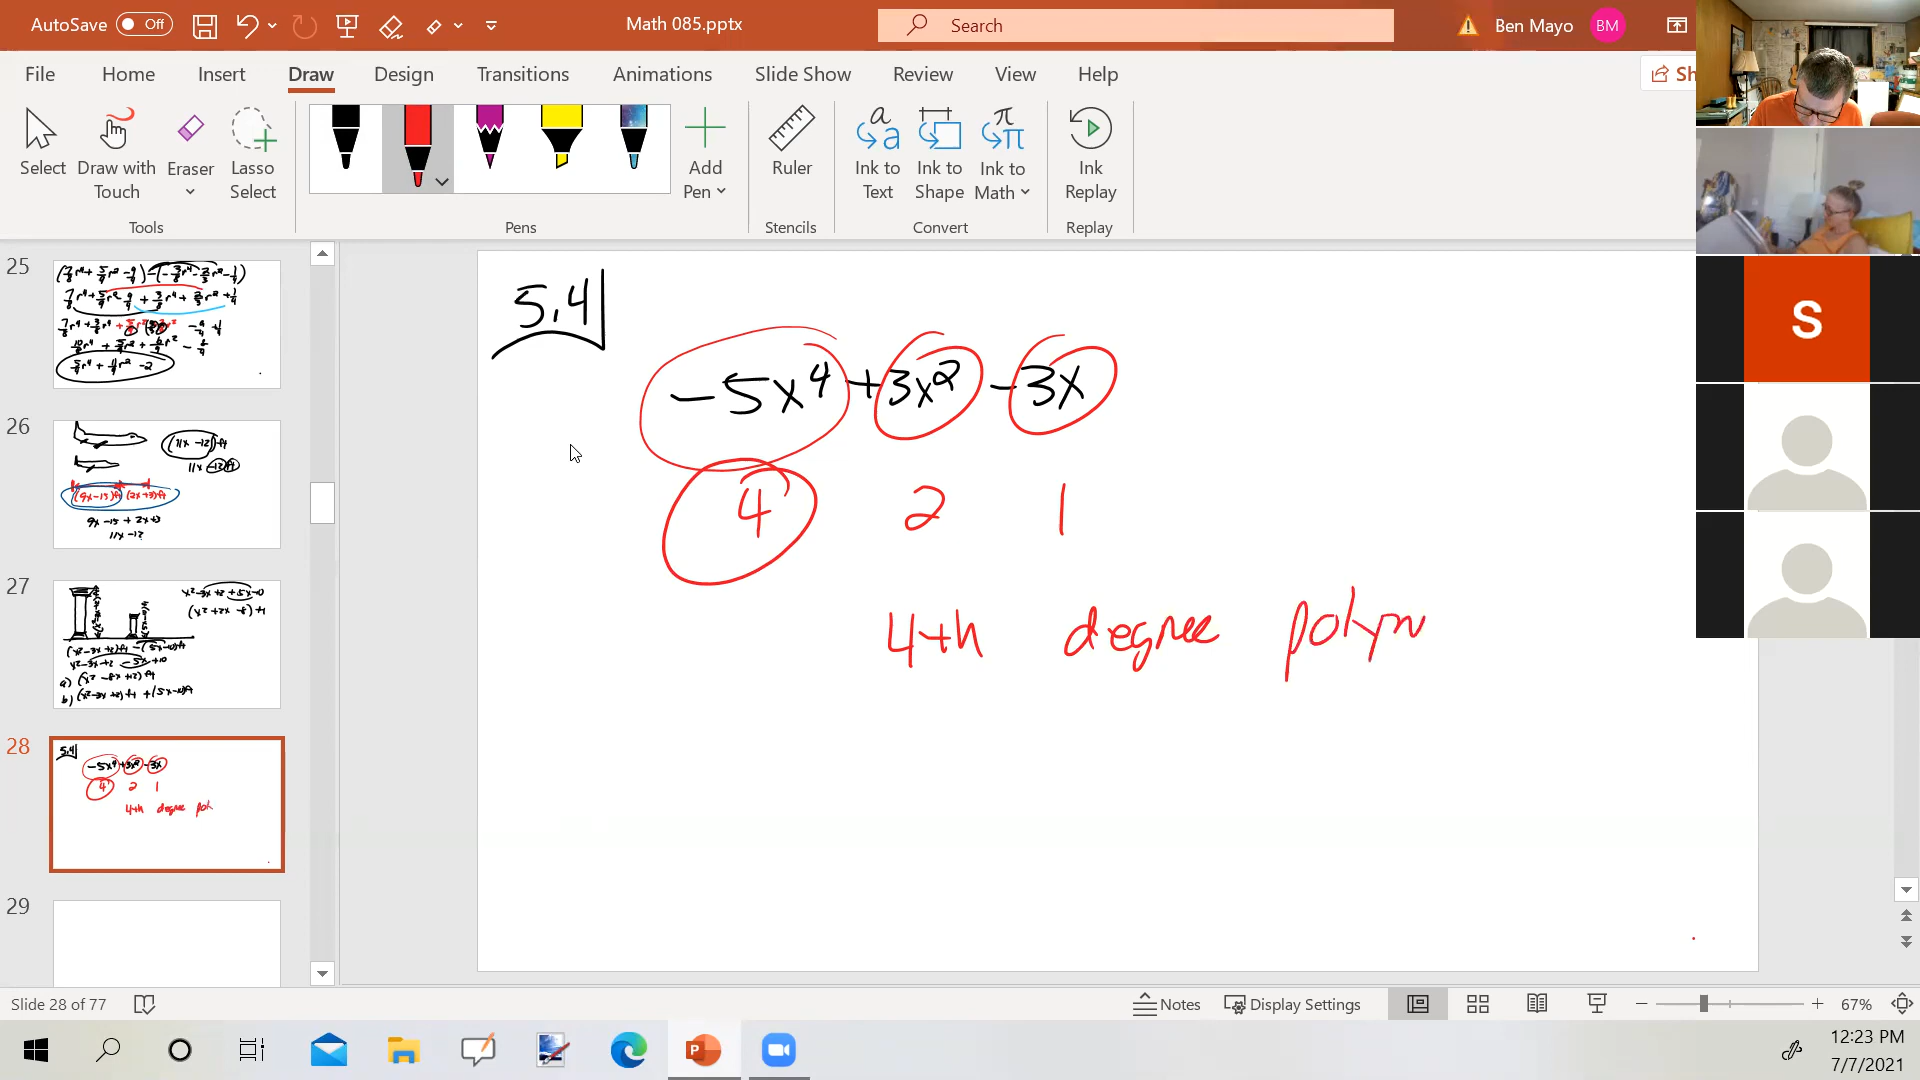 AutoSave Off Math 085.pptx Search Ben Mayo BM
File Home Insert Draw Design Transitions Animations Slide Show Review View Help Sh
Select Draw with Touch Eraser Lasso Select Add Pen Ruler Ink to Text Ink to Shape Ink to Math Ink Replay
Tools Pens Stencils Convert Replay
25
26
27
28
29
5.4
-5x⁴ + 3x² - 3x
4 2 1
4th degree polyn
S
Slide 28 of 77 Notes Display Settings 67%
12:23 PM
7/7/2021